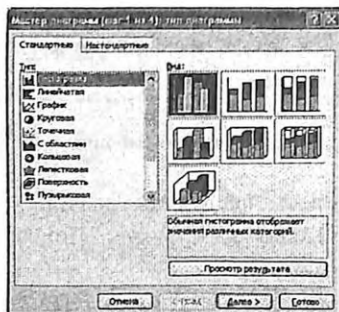 Мастер диаграмм (шаг 1 из 4): тип диаграммы
Стандартные Нестандартные
Тип:
Гистограмма
Линейчатая
График
Круговая
Точечная
С областями
Кольцевая
Лепестковая
Поверхность
Пузырьковая
Вид:
Обычная гистограмма отображает
значения различных категорий.
Просмотр результата
Отмена < Назад Далее > Готово